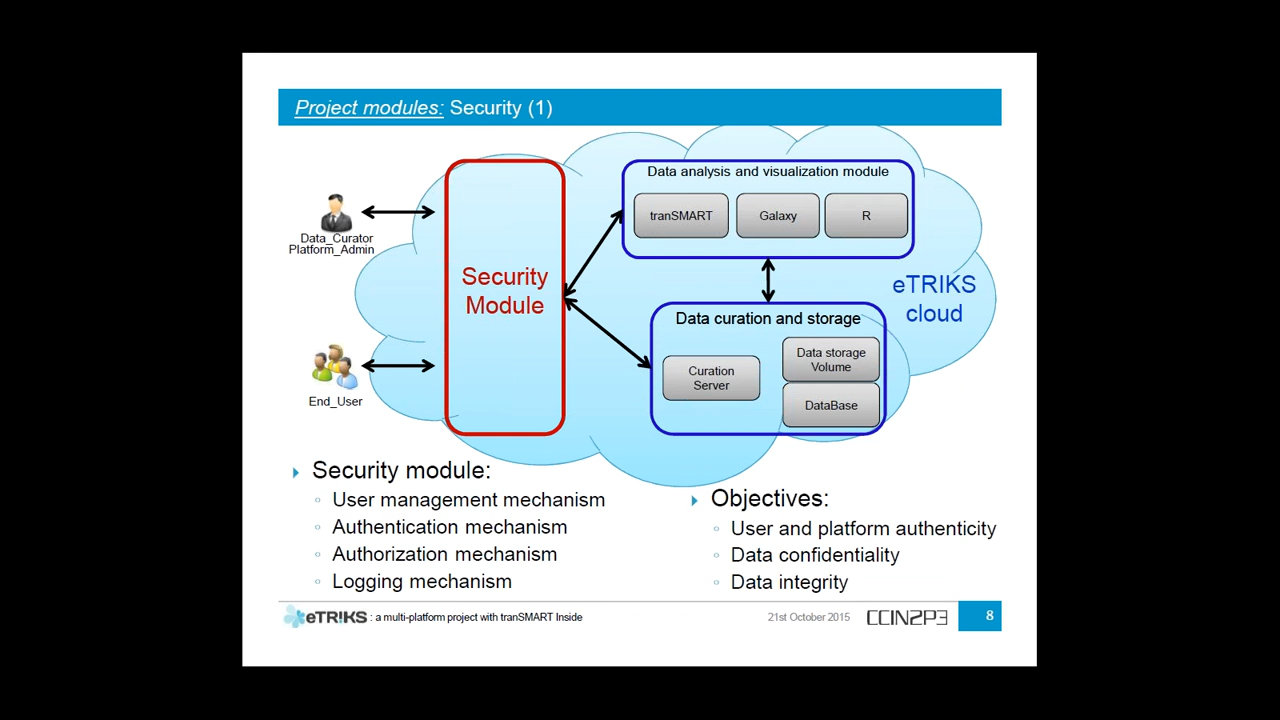 Project modules: Security (1)
Data_Curator
Platform_Admin
End_User
Security
Module
Data analysis and visualization module
tranSMART
Galaxy
R
Data curation and storage
Curation
Server
Data storage
Volume
DataBase
eTRIKS
cloud
Security module:
User management mechanism
Authentication mechanism
Authorization mechanism
Logging mechanism
Objectives:
User and platform authenticity
Data confidentiality
Data integrity
eTRIKS : a multi-platform project with tranSMART Inside
21st October 2015
CCIN2P3
8